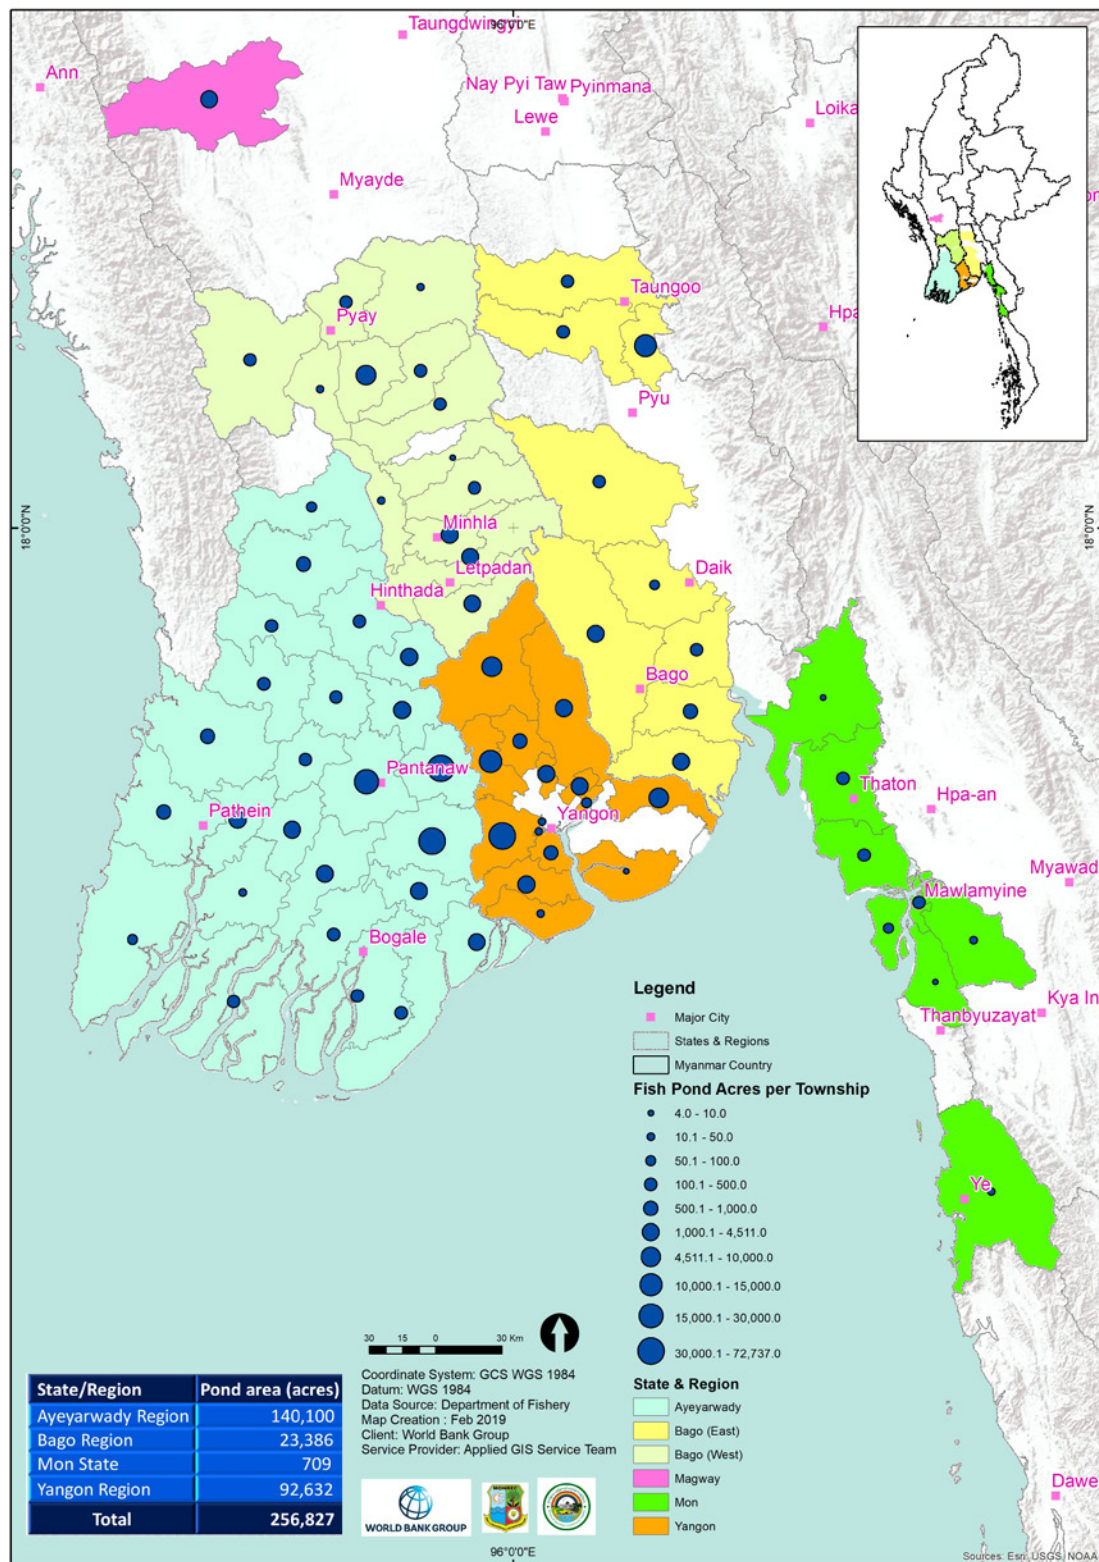 Taungdwingyi
96°0'0"E
Ann
Nay Pyi Taw
Pyinmana
Lewe
Loika
Myayde
Taungoo
Pyay
Hpa
Pyu
18°0'0"N
18°0'0"N
Minhla
Letpadan
Daik
Hinthada
Bago
Pantanaw
Thaton
Hpa-an
Pathein
Yangon
Myawad
Mawlamyine
Bogale
Kya In
Thanbyuzayat
Ye
Dawe
Legend
Major City
States & Regions
Myanmar Country
Fish Pond Acres per Township
4.0 - 10.0
10.1 - 50.0
50.1 - 100.0
100.1 - 500.0
500.1 - 1,000.0
1,000.1 - 4,511.0
4,511.1 - 10,000.0
10,000.1 - 15,000.0
15,000.1 - 30,000.0
30,000.1 - 72,737.0
State & Region
Ayeyarwady
Bago (East)
Bago (West)
Magway
Mon
Yangon
30 15 0 30 Km
Coordinate System: GCS WGS 1984
Datum: WGS 1984
Data Source: Department of Fishery
Map Creation : Feb 2019
Client: World Bank Group
Service Provider: Applied GIS Service Team
State/Region Pond area (acres)
Ayeyarwady Region 140,100
Bago Region 23,386
Mon State 709
Yangon Region 92,632
Total 256,827
WORLD BANK GROUP
96°0'0"E
Sources: Esri, USGS, NOAA